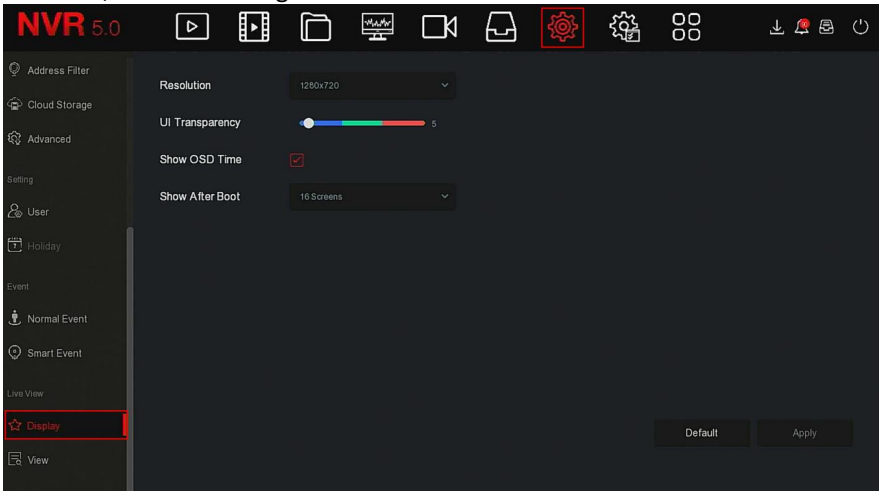 NVR 5.0
Address Filter
Cloud Storage
Advanced
Setting
User
Holiday
Event
Normal Event
Smart Event
Live View
Display
View
Resolution 1280x720
UI Transparency 5
Show OSD Time
Show After Boot 16 Screens
Default Apply